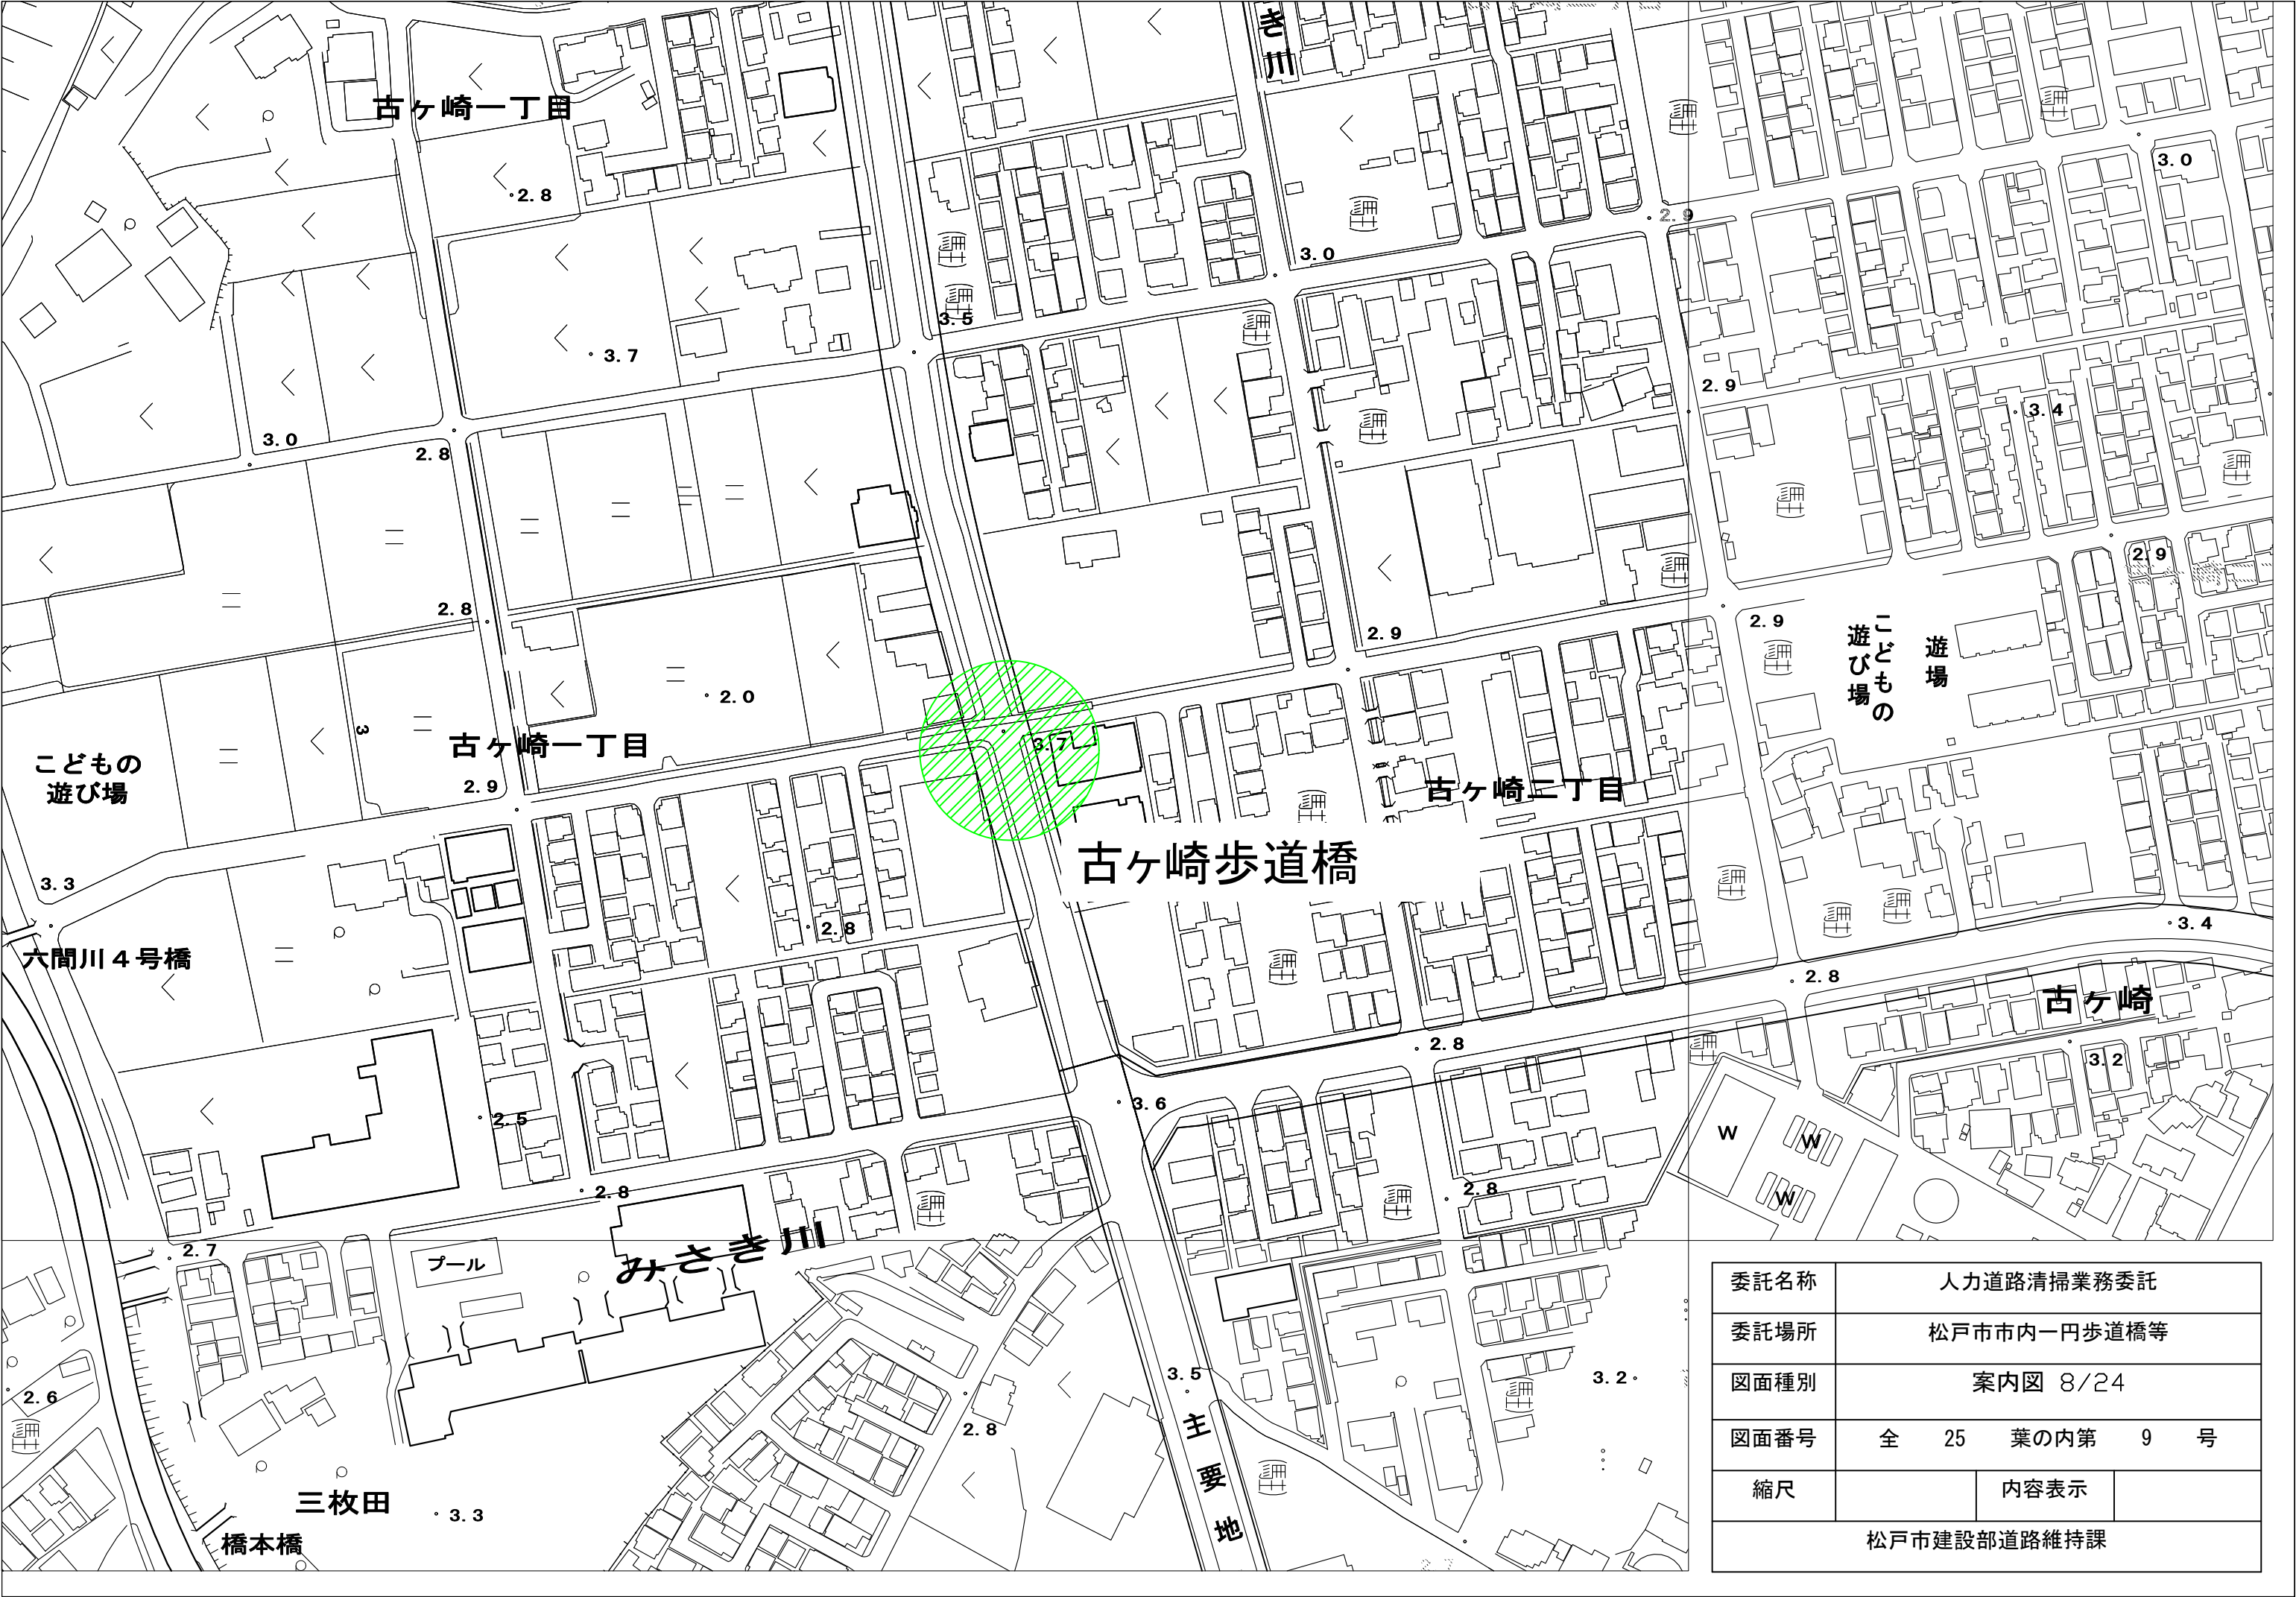 き川
古ヶ崎一丁目
3.0
2.8
2.9
3.0
3.5
3.7
2.9
3.4
3.0
2.8
2.9
2.8
2.9
2.9
こどもの
遊び場
遊場
2.0
3
3.7
古ヶ崎一丁目
こどもの
遊び場
2.9
古ヶ崎二丁目
古ヶ崎歩道橋
3.3
2.8
3.4
六間川4号橋
2.8
古ヶ崎
2.8
3.2
3.6
2.5
W
W
W
2.8
2.8
みさき川
2.7
プール
3.5
3.2
2.6
2.8
主要地
三枚田
3.3
橋本橋
委託名称 人力道路清掃業務委託
委託場所 松戸市市内一円歩道橋等
図面種別 案内図 8/24
図面番号 全 25 葉の内第 9 号
縮尺 内容表示
松戸市建設部道路維持課